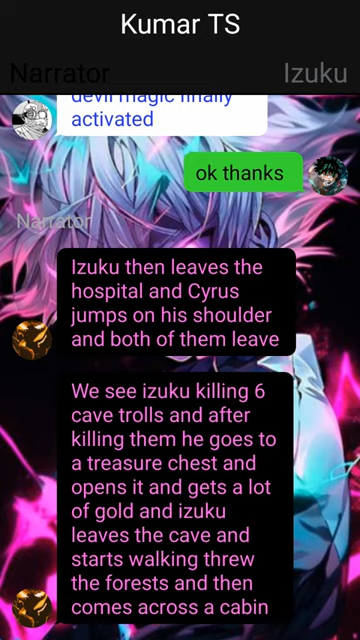 Kumar TS
Narrator
Izuku
devil magic finally
activated
ok thanks
Narrator
Izuku then leaves the
hospital and Cyrus
jumps on his shoulder
and both of them leave
We see izuku killing 6
cave trolls and after
killing them he goes to
a treasure chest and
opens it and gets a lot
of gold and izuku
leaves the cave and
starts walking threw
the forests and then
comes across a cabin